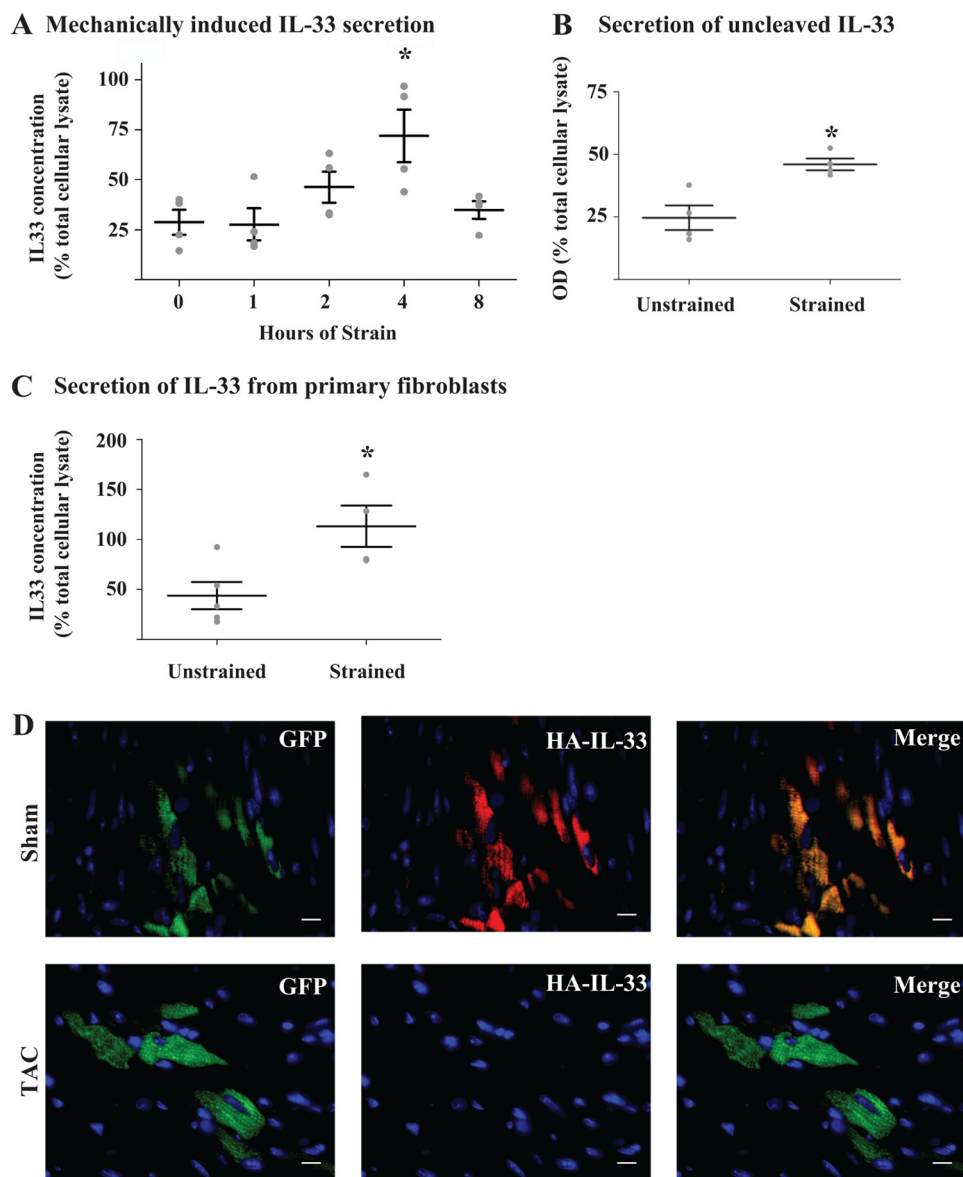 A Mechanically induced IL-33 secretion
IL33 concentration
(% total cellular lysate)
100
75
50
25
*
0 1 2 4 8
Hours of Strain
B Secretion of uncleaved IL-33
OD (% total cellular lysate)
75
50
25
*
Unstrained Strained
C Secretion of IL-33 from primary fibroblasts
IL33 concentration
(% total cellular lysate)
200
150
100
50
*
Unstrained Strained
D
Sham
GFP
HA-IL-33
Merge
TAC
GFP
HA-IL-33
Merge